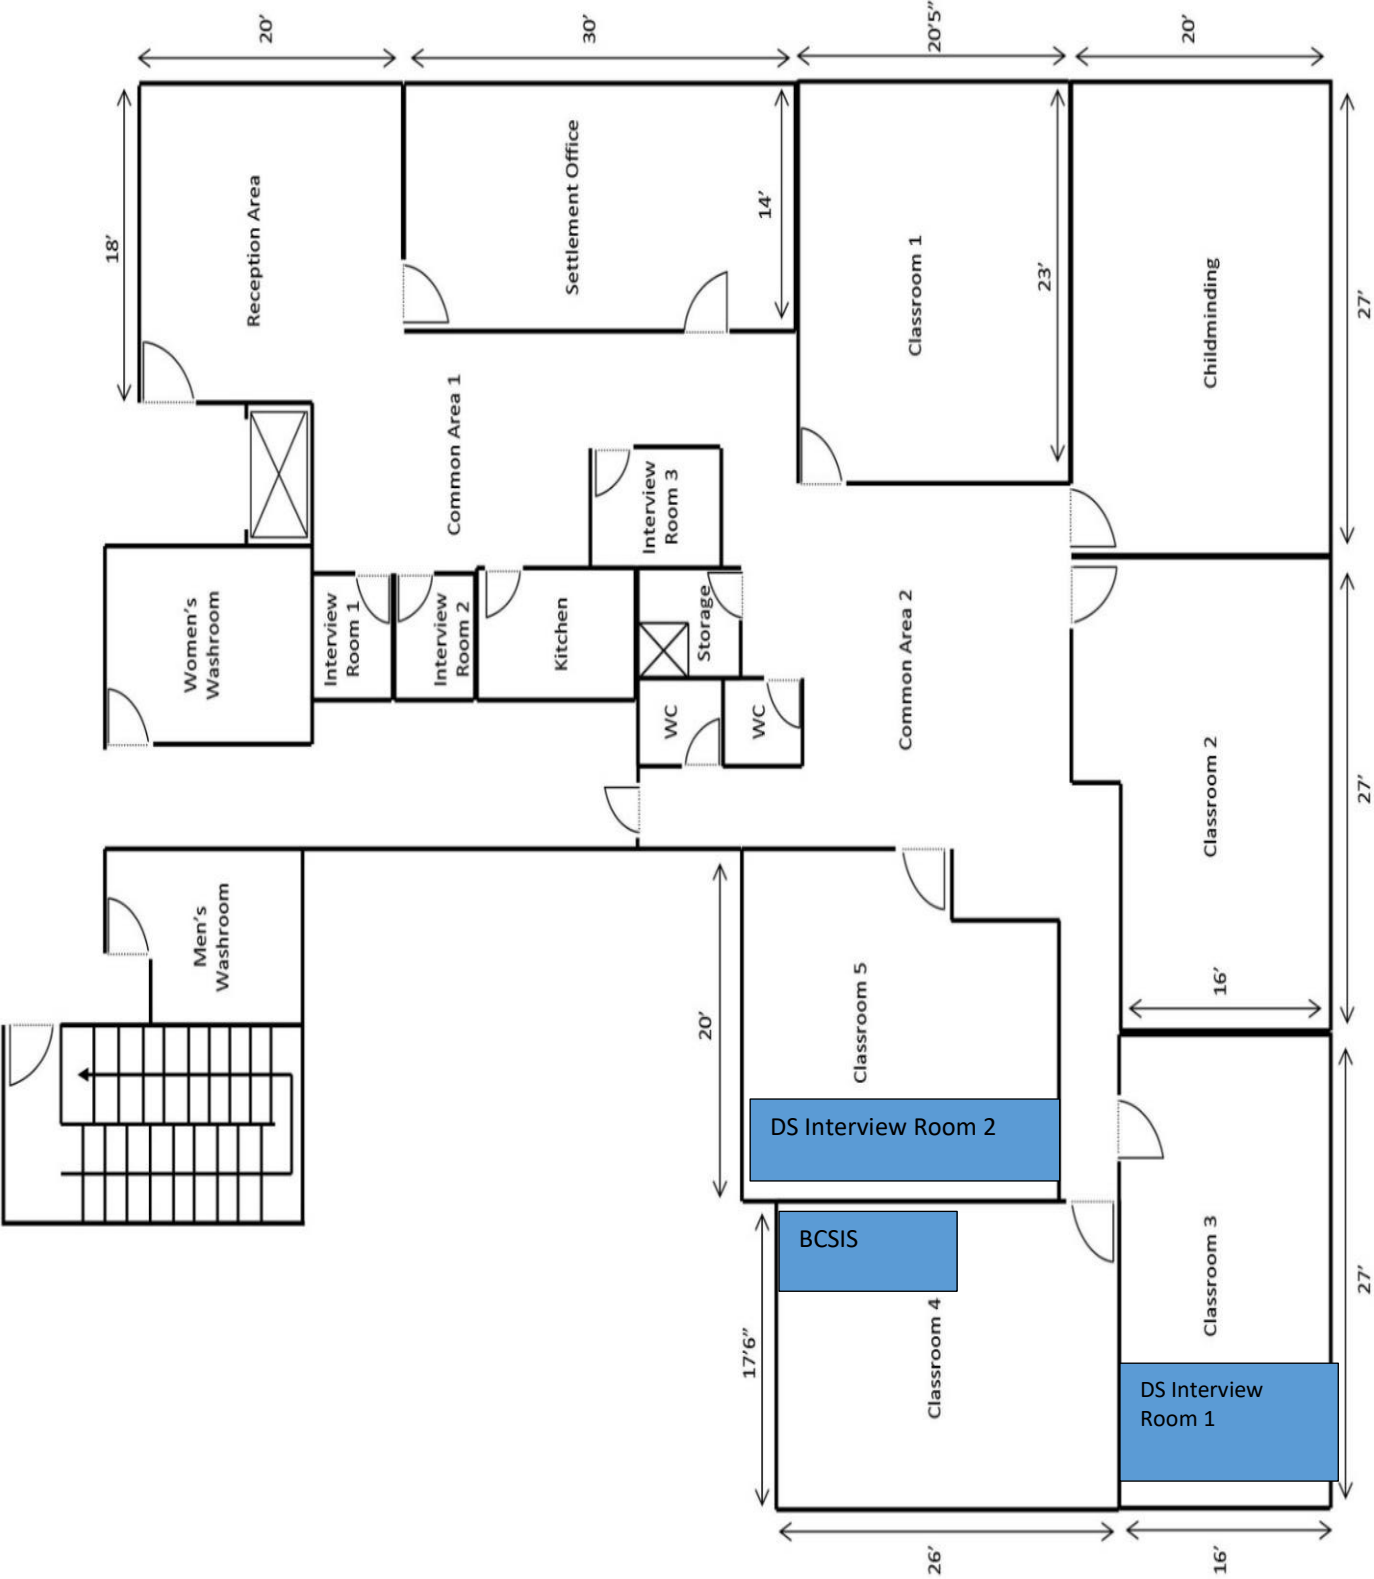 20’
30’
20’5”
20’
18’
Reception Area
Settlement Office
14’
Classroom 1
23’
Childminding
27’
Common Area 1
Interview
Room 3
Women’s
Washroom
Interview
Room 1
Interview
Room 2
Kitchen
Storage
WC
WC
Common Area 2
Classroom 2
27’
16’
Men’s
Washroom
20’
Classroom 5
DS Interview Room 2
BCSIS
17’6”
Classroom 4
Classroom 3
27’
DS Interview
Room 1
26’
16’